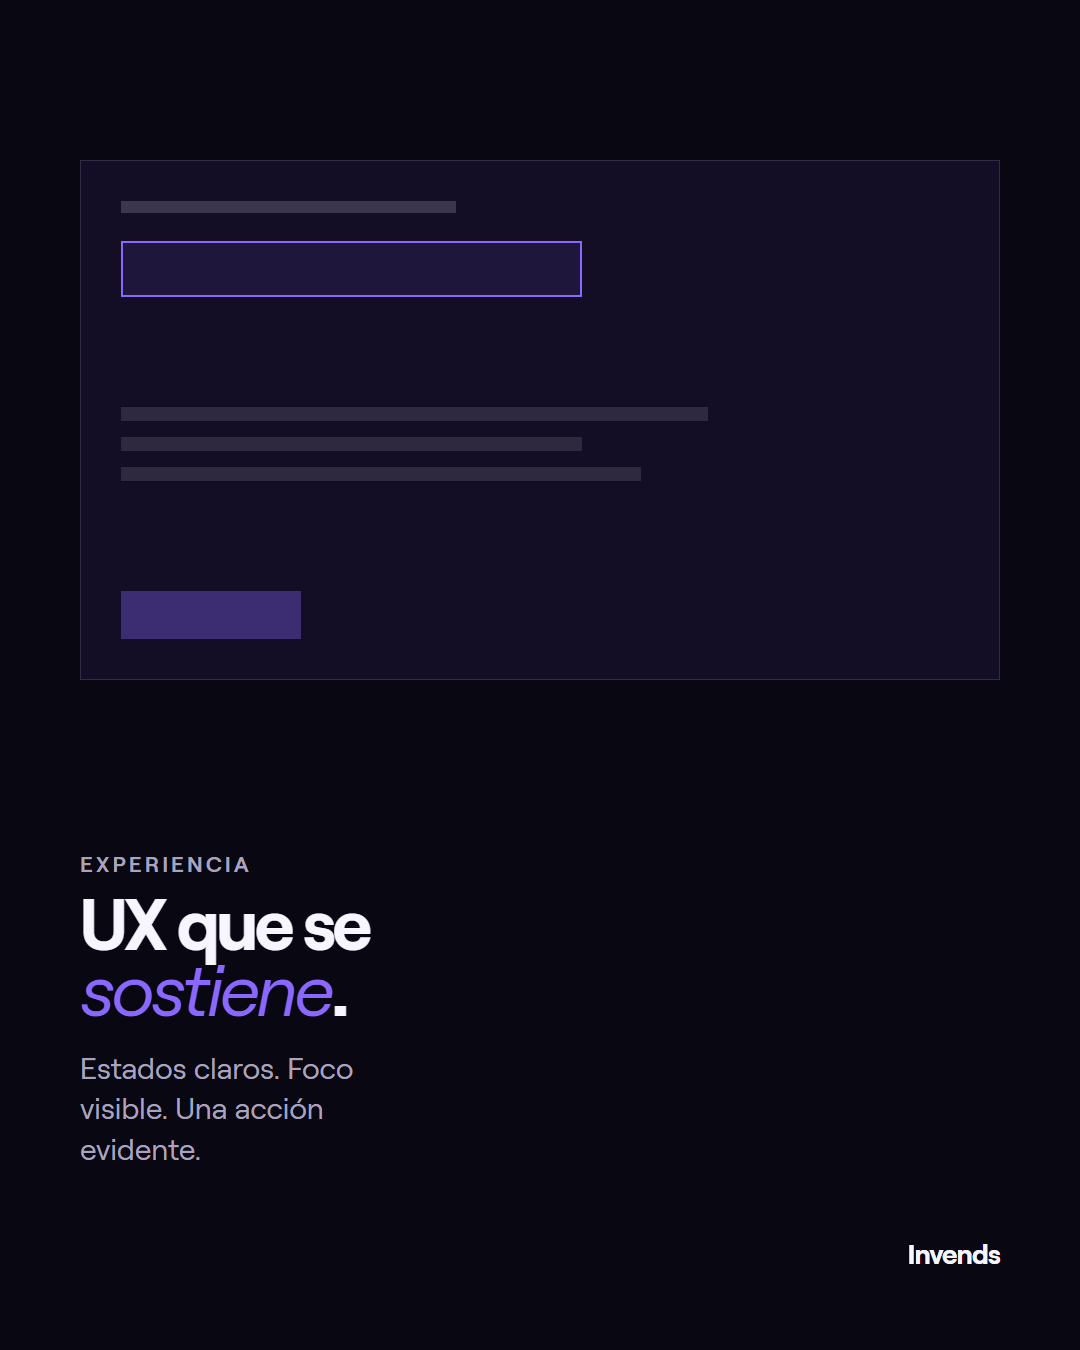 EXPERIENCIA
UX que se
sostiene.
Estados claros. Foco
visible. Una acción
evidente.
Invends